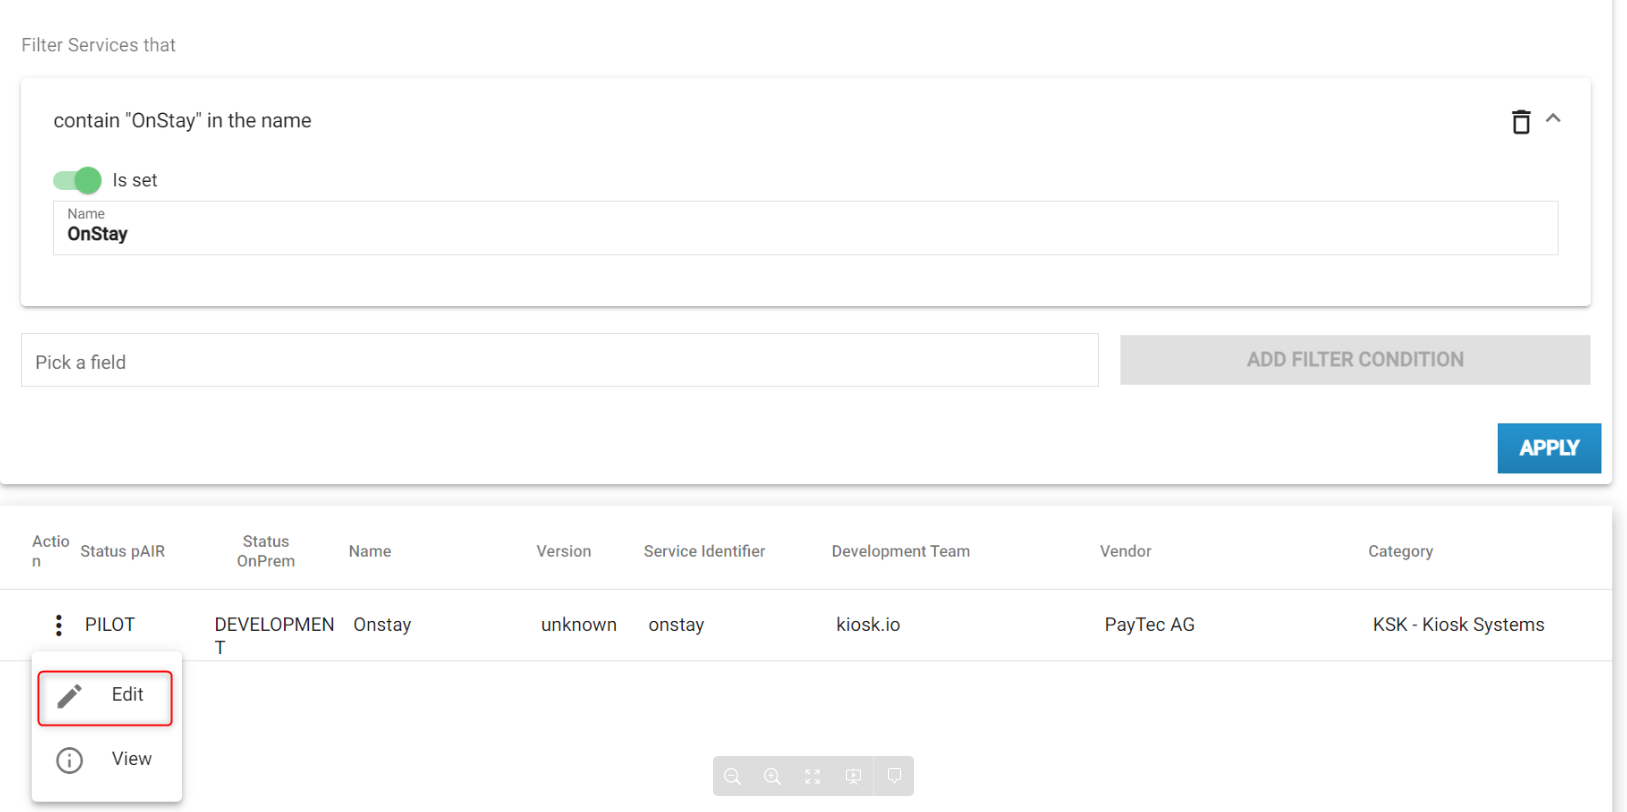 Filter Services that
contain "OnStay" in the name
Is set
Name
OnStay
Pick a field
ADD FILTER CONDITION
APPLY
Actio
n
Status pAIR
Status
OnPrem
Name
Version
Service Identifier
Development Team
Vendor
Category
PILOT
DEVELOPMEN
T
Onstay
unknown
onstay
kiosk.io
PayTec AG
KSK - Kiosk Systems
Edit
View